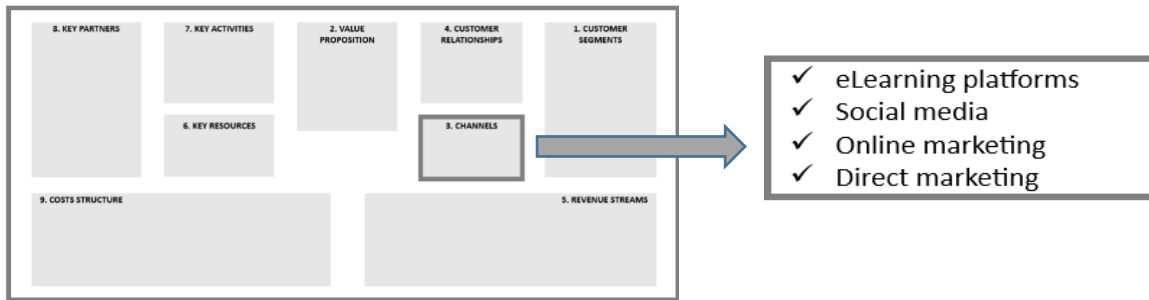 8. KEY PARTNERS
7. KEY ACTIVITIES
2. VALUE
PROPOSITION
4. CUSTOMER
RELATIONSHIPS
1. CUSTOMER
SEGMENTS
6. KEY RESOURCES
3. CHANNELS
9. COSTS STRUCTURE
5. REVENUE STREAMS
✓ eLearning platforms
✓ Social media
✓ Online marketing
✓ Direct marketing